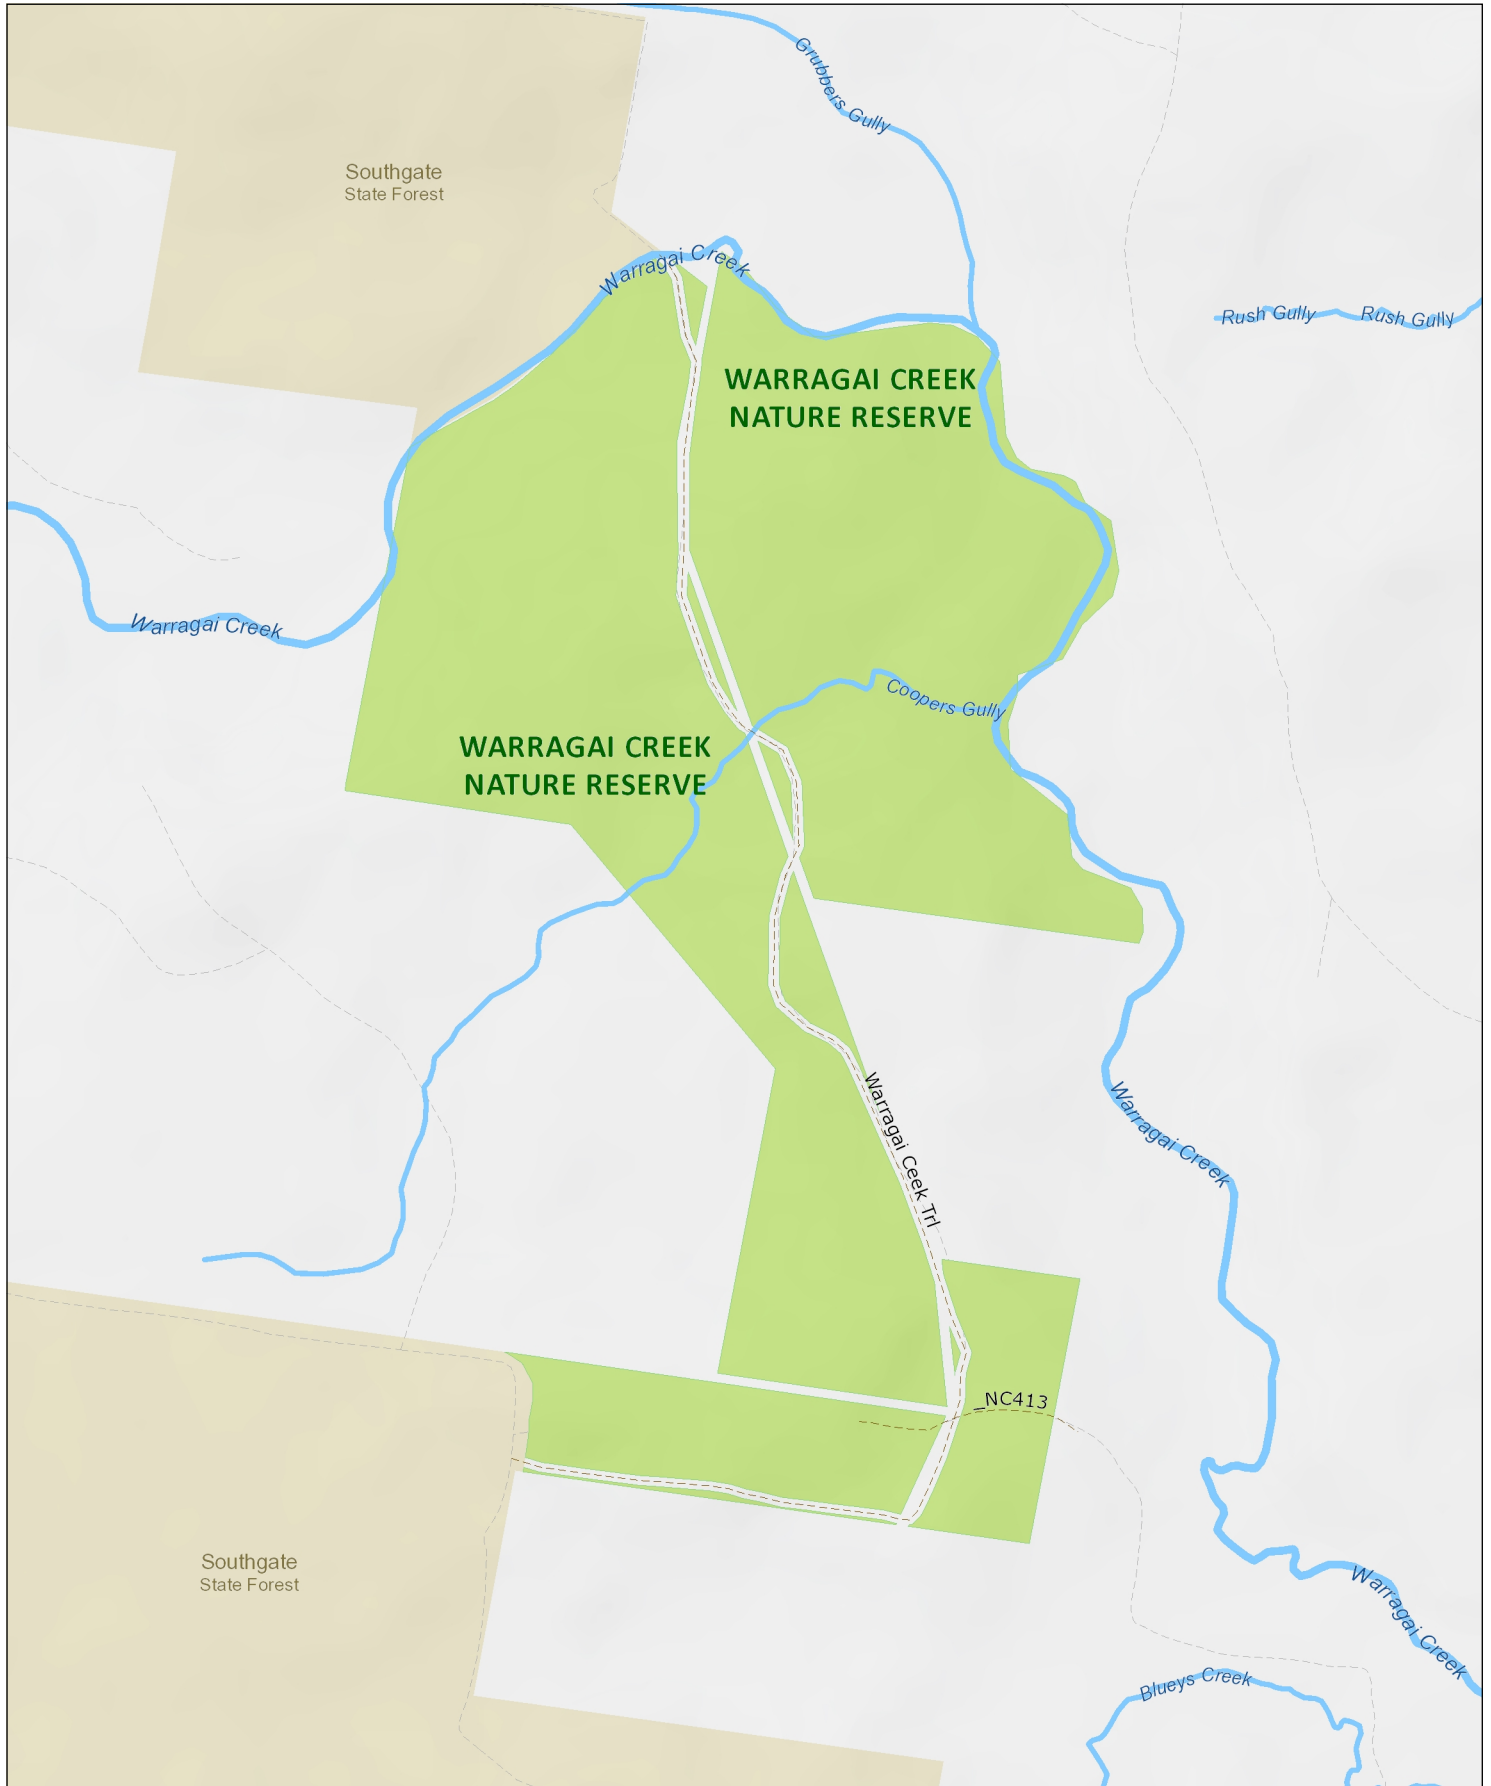 Grubbers Gully
Southgate
State Forest
Warragai Creek
Rush Gully
Rush Gully
WARRAGAI CREEK
NATURE RESERVE
Warragai Creek
Coopers Gully
WARRAGAI CREEK
NATURE RESERVE
Warragai Ceek Trl
Warragai Creek
_NC413
Southgate
State Forest
Warragai Creek
Blueys Creek